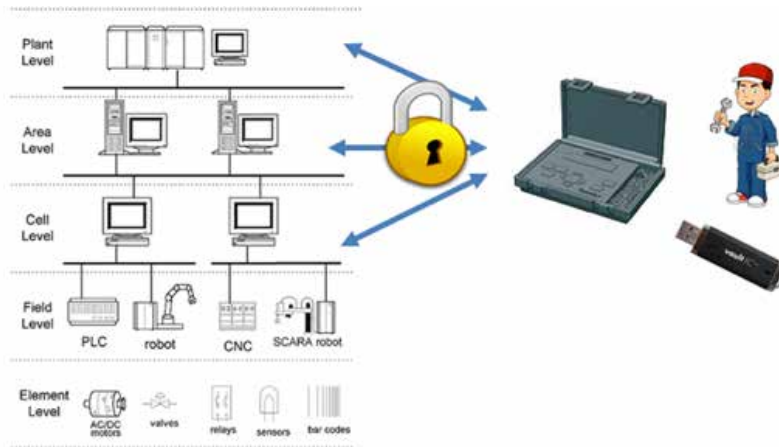 Plant
Level
Area
Level
Cell
Level
Field
Level
PLC
robot
CNC
SCARA robot
Element
Level
AC/DC
motors
valves
relays
sensors
bar codes
vault